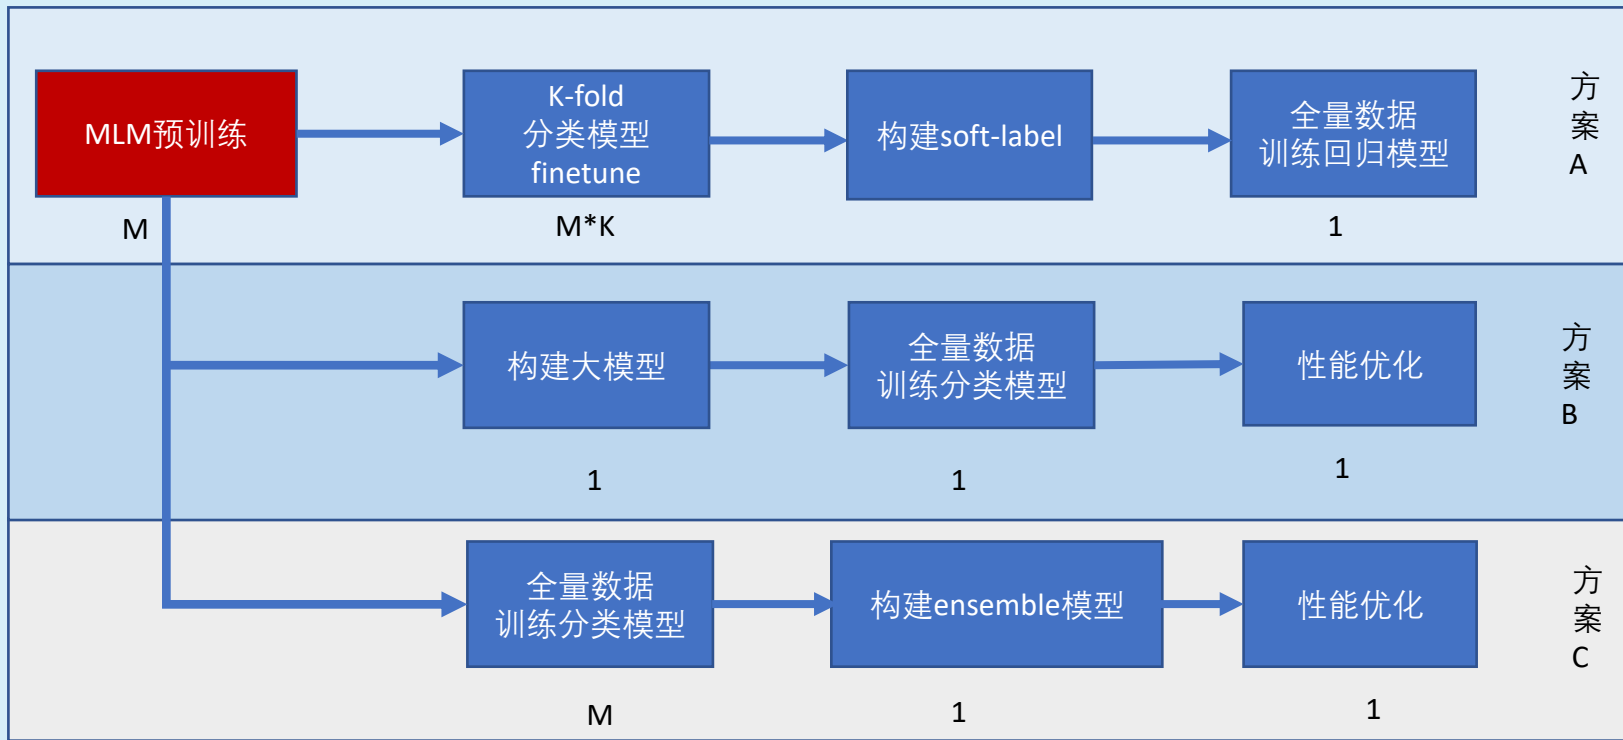 MLM预训练
K-fold
分类模型
finetune
构建soft-label
全量数据
训练回归模型
方
案
A
M
M*K
1
构建大模型
全量数据
训练分类模型
性能优化
方
案
B
1
1
1
全量数据
训练分类模型
构建ensemble模型
性能优化
方
案
C
M
1
1